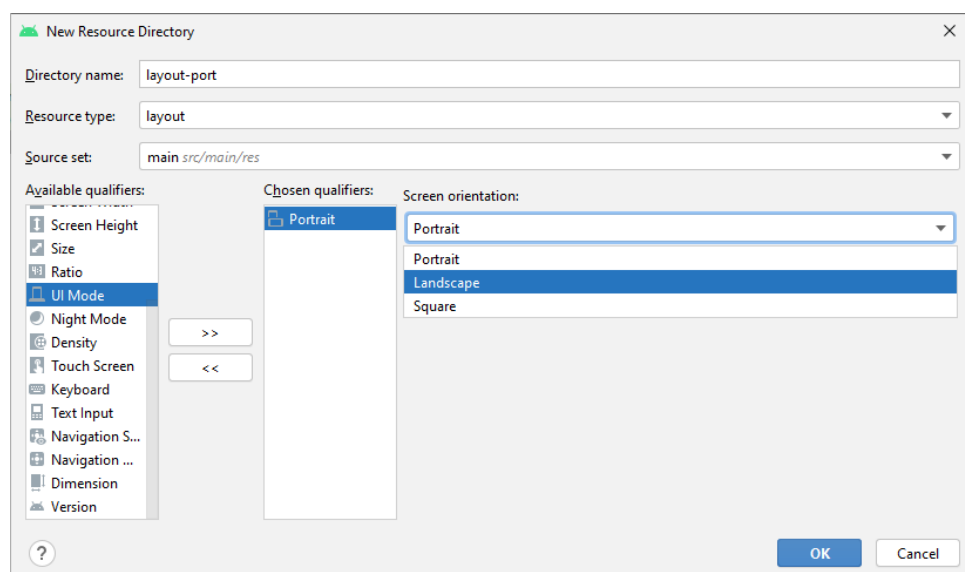 New Resource Directory
Directory name: layout-port
Resource type: layout
Source set: main src/main/res
Available qualifiers:
Screen Height
Size
Ratio
UI Mode
Night Mode
Density
Touch Screen
Keyboard
Text Input
Navigation S...
Navigation ...
Dimension
Version
>>
<<
Chosen qualifiers:
Portrait
Screen orientation:
Portrait
Portrait
Landscape
Square
?
OK
Cancel